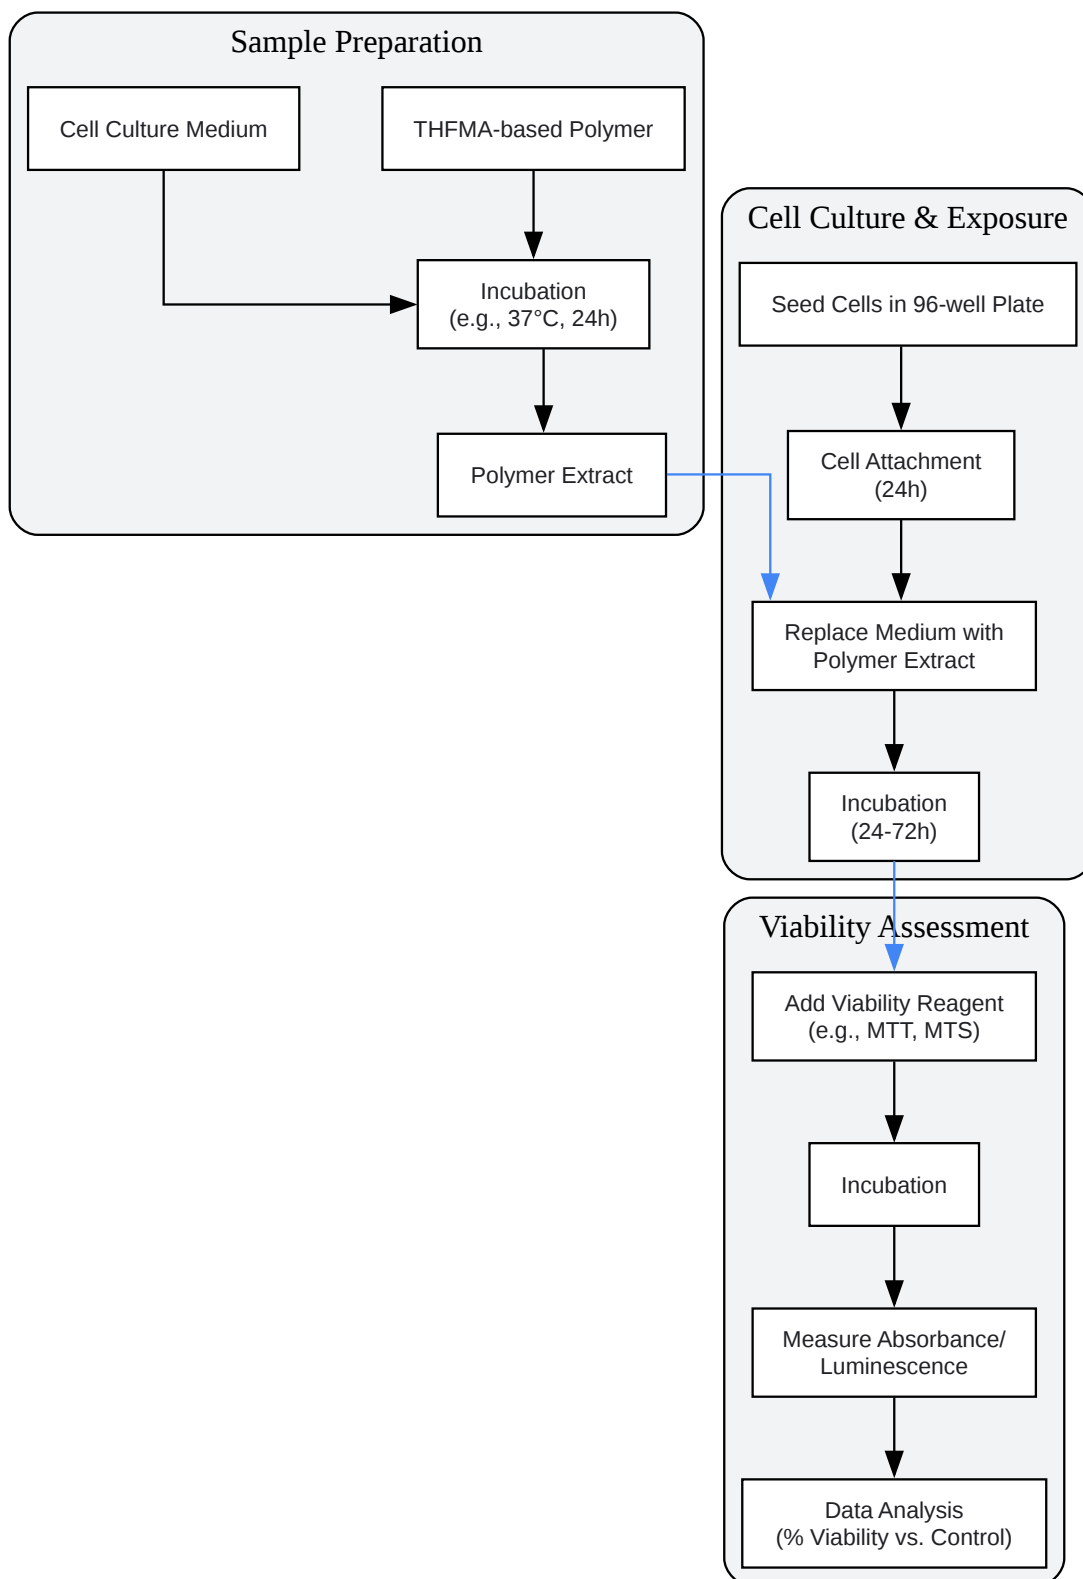 Sample Preparation
Cell Culture Medium
THFMA-based Polymer
Incubation
(e.g., 37°C, 24h)
Polymer Extract
Cell Culture & Exposure
Seed Cells in 96-well Plate
Cell Attachment
(24h)
Replace Medium with
Polymer Extract
Incubation
(24-72h)
Viability Assessment
Add Viability Reagent
(e.g., MTT, MTS)
Incubation
Measure Absorbance/
Luminescence
Data Analysis
(% Viability vs. Control)